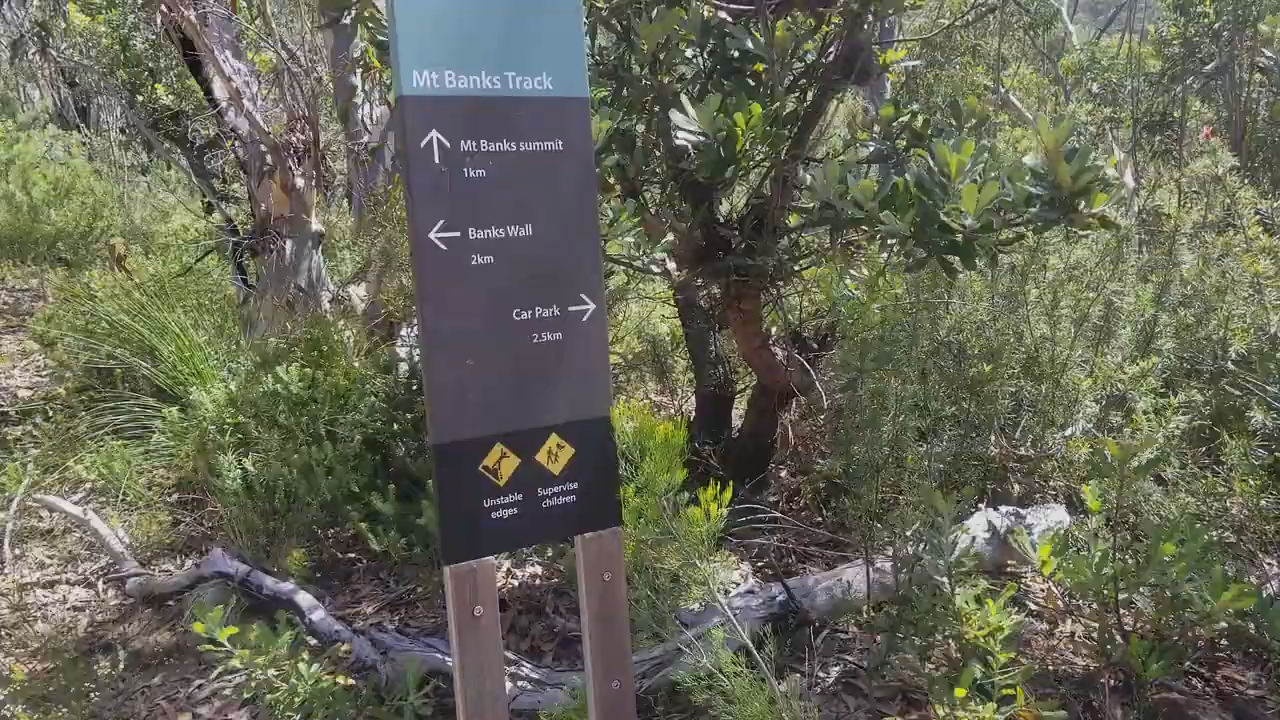 Mt Banks Track
Mt Banks summit
1km
Banks Wall
2km
Car Park
2.5km
Unstable
edges
Supervise
children